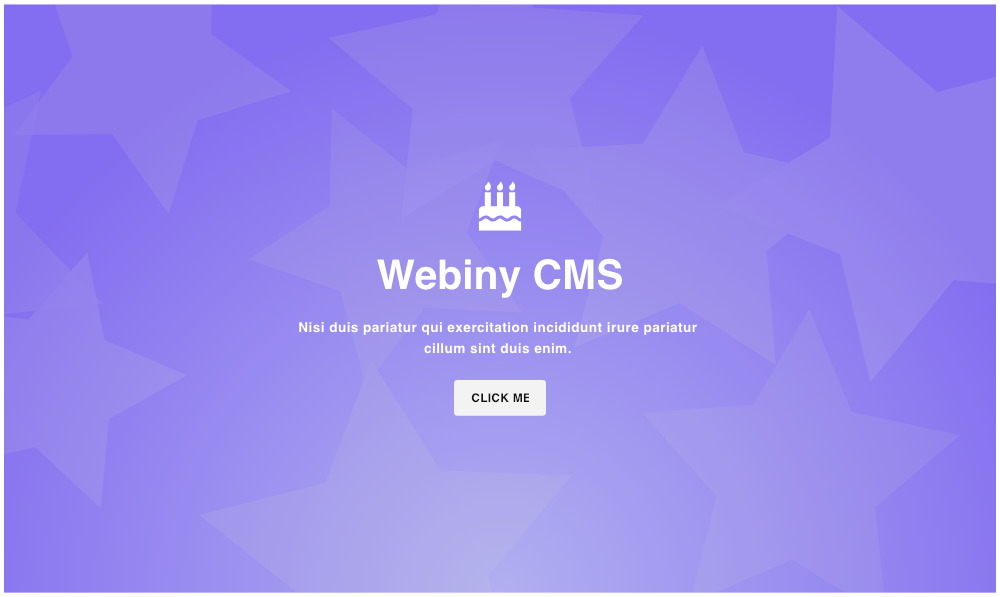 Webiny CMS
Nisi duis pariatur qui exercitation incididunt irure pariatur
cillum sint duis enim.
CLICK ME